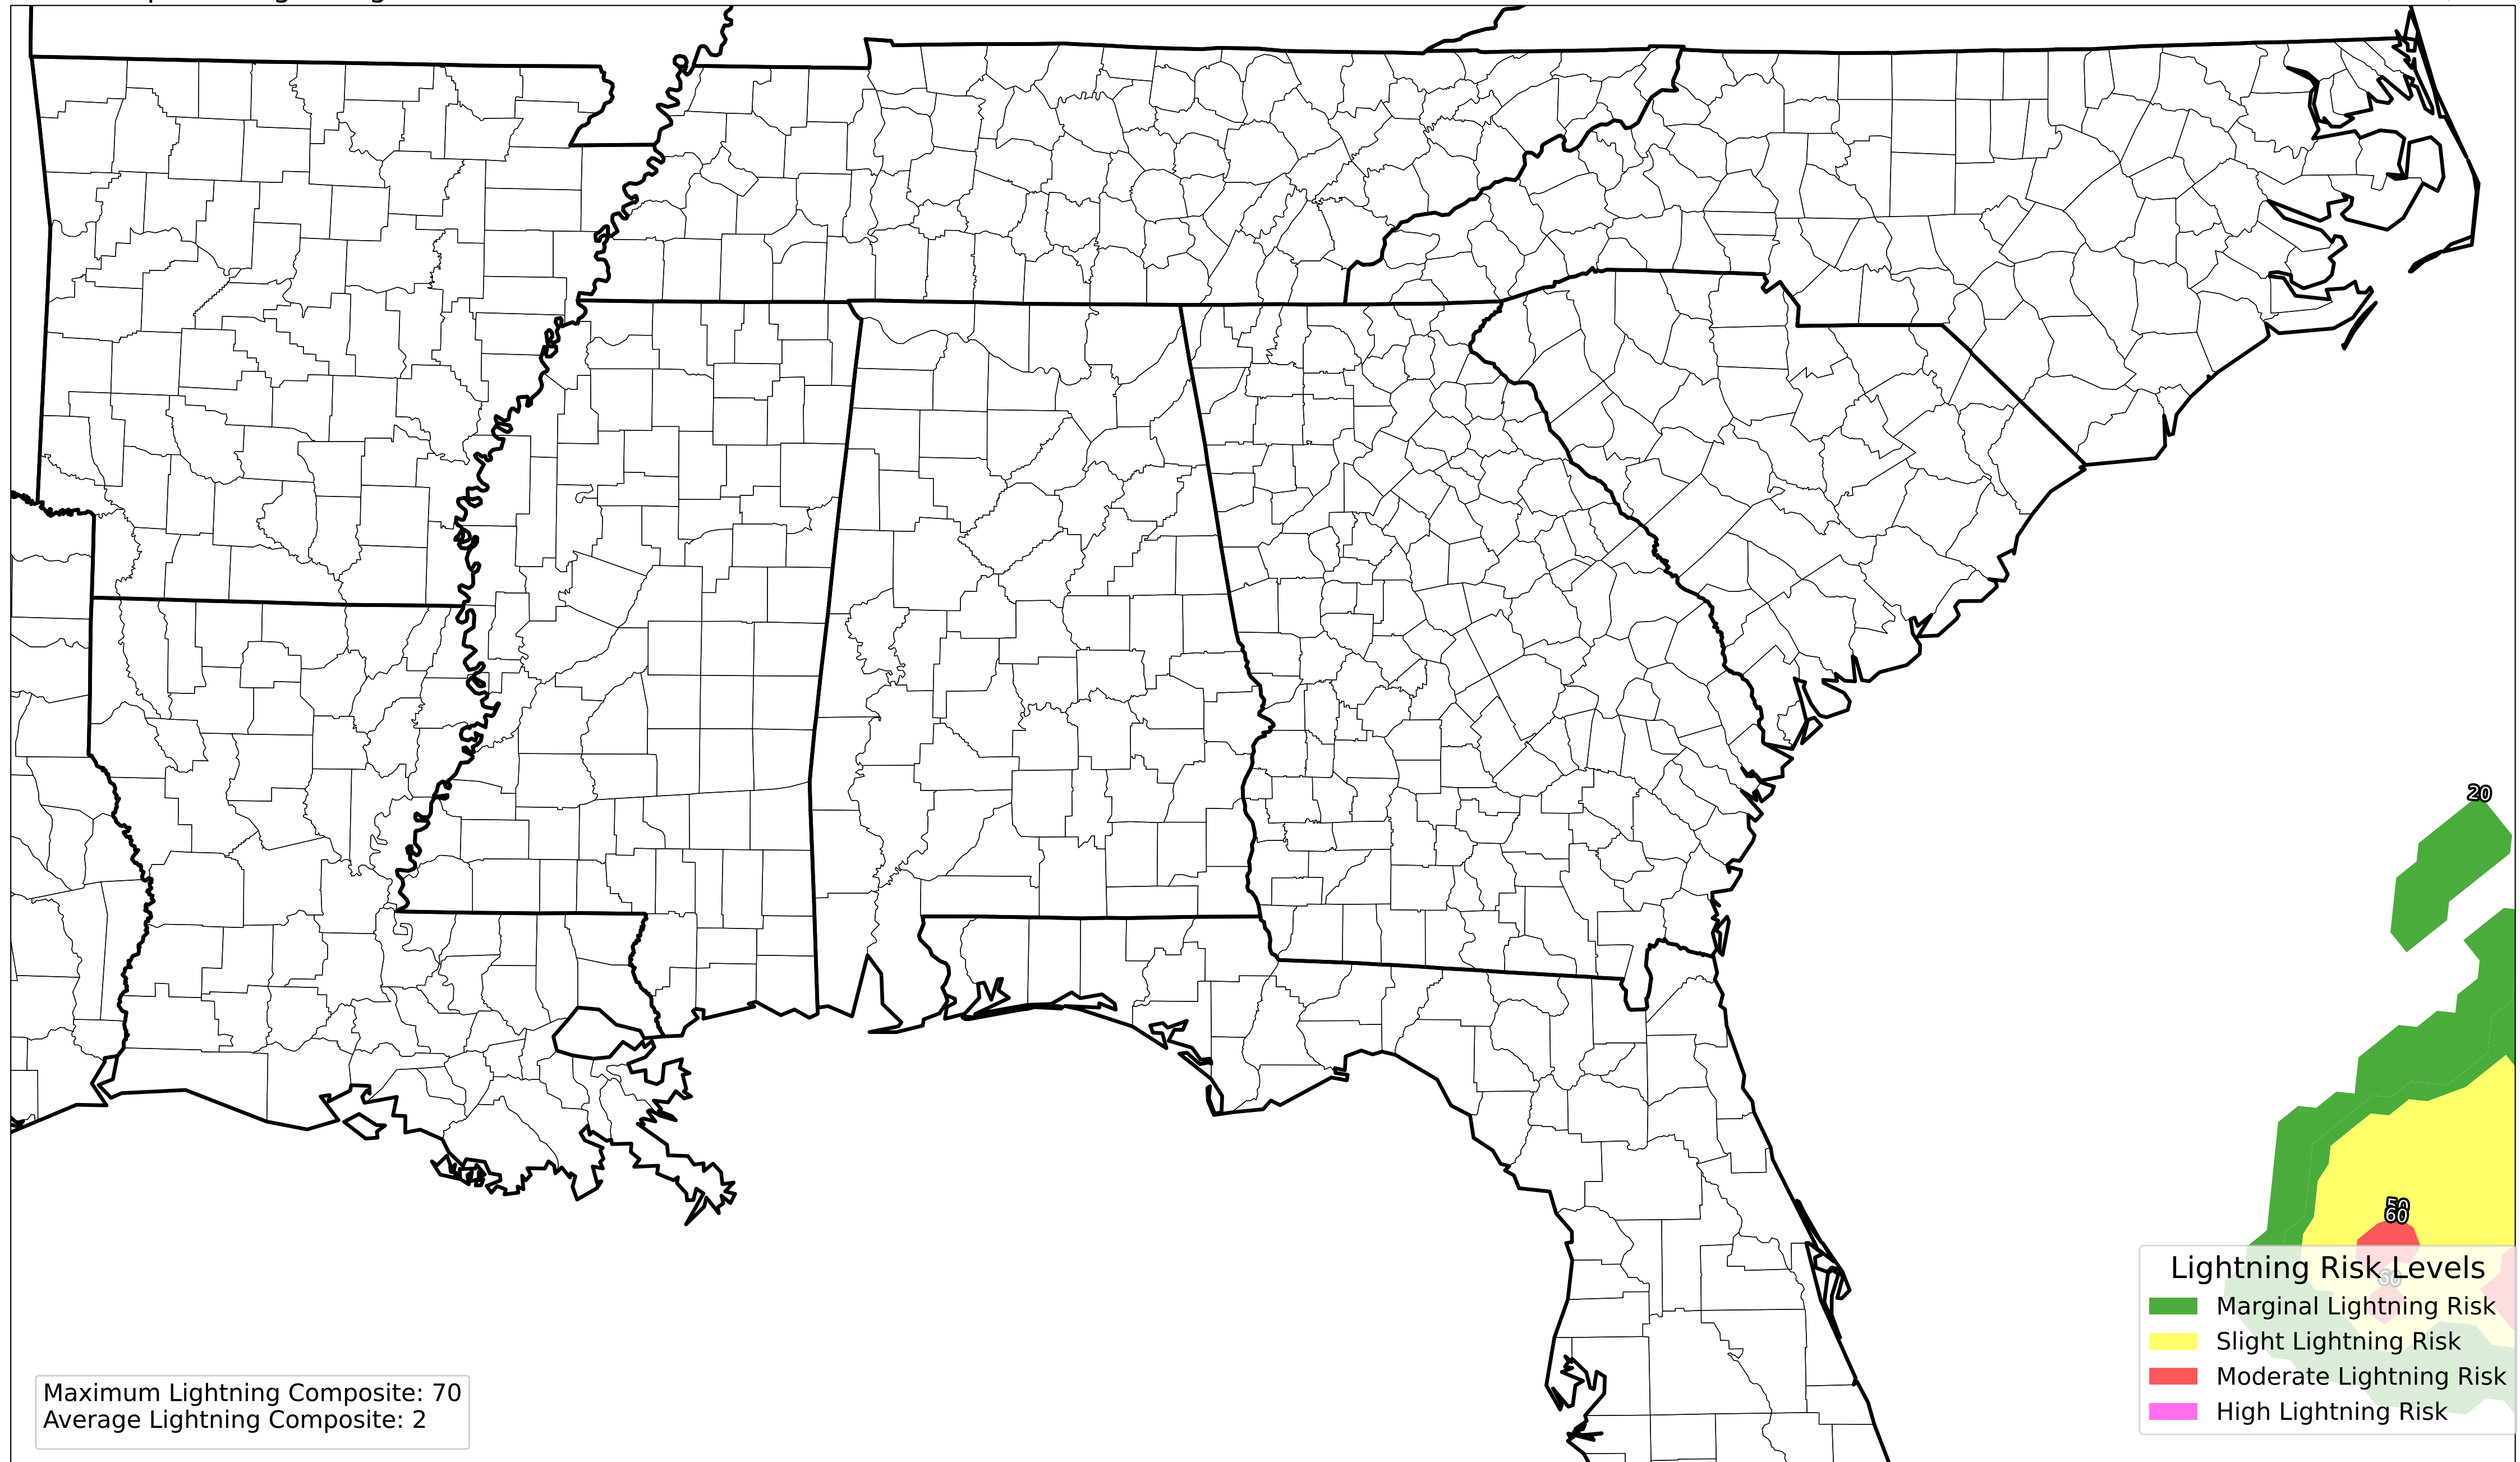 20
50
60
60
Lightning Risk Levels
Marginal Lightning Risk
Slight Lightning Risk
Moderate Lightning Risk
High Lightning Risk
Maximum Lightning Composite: 70
Average Lightning Composite: 2